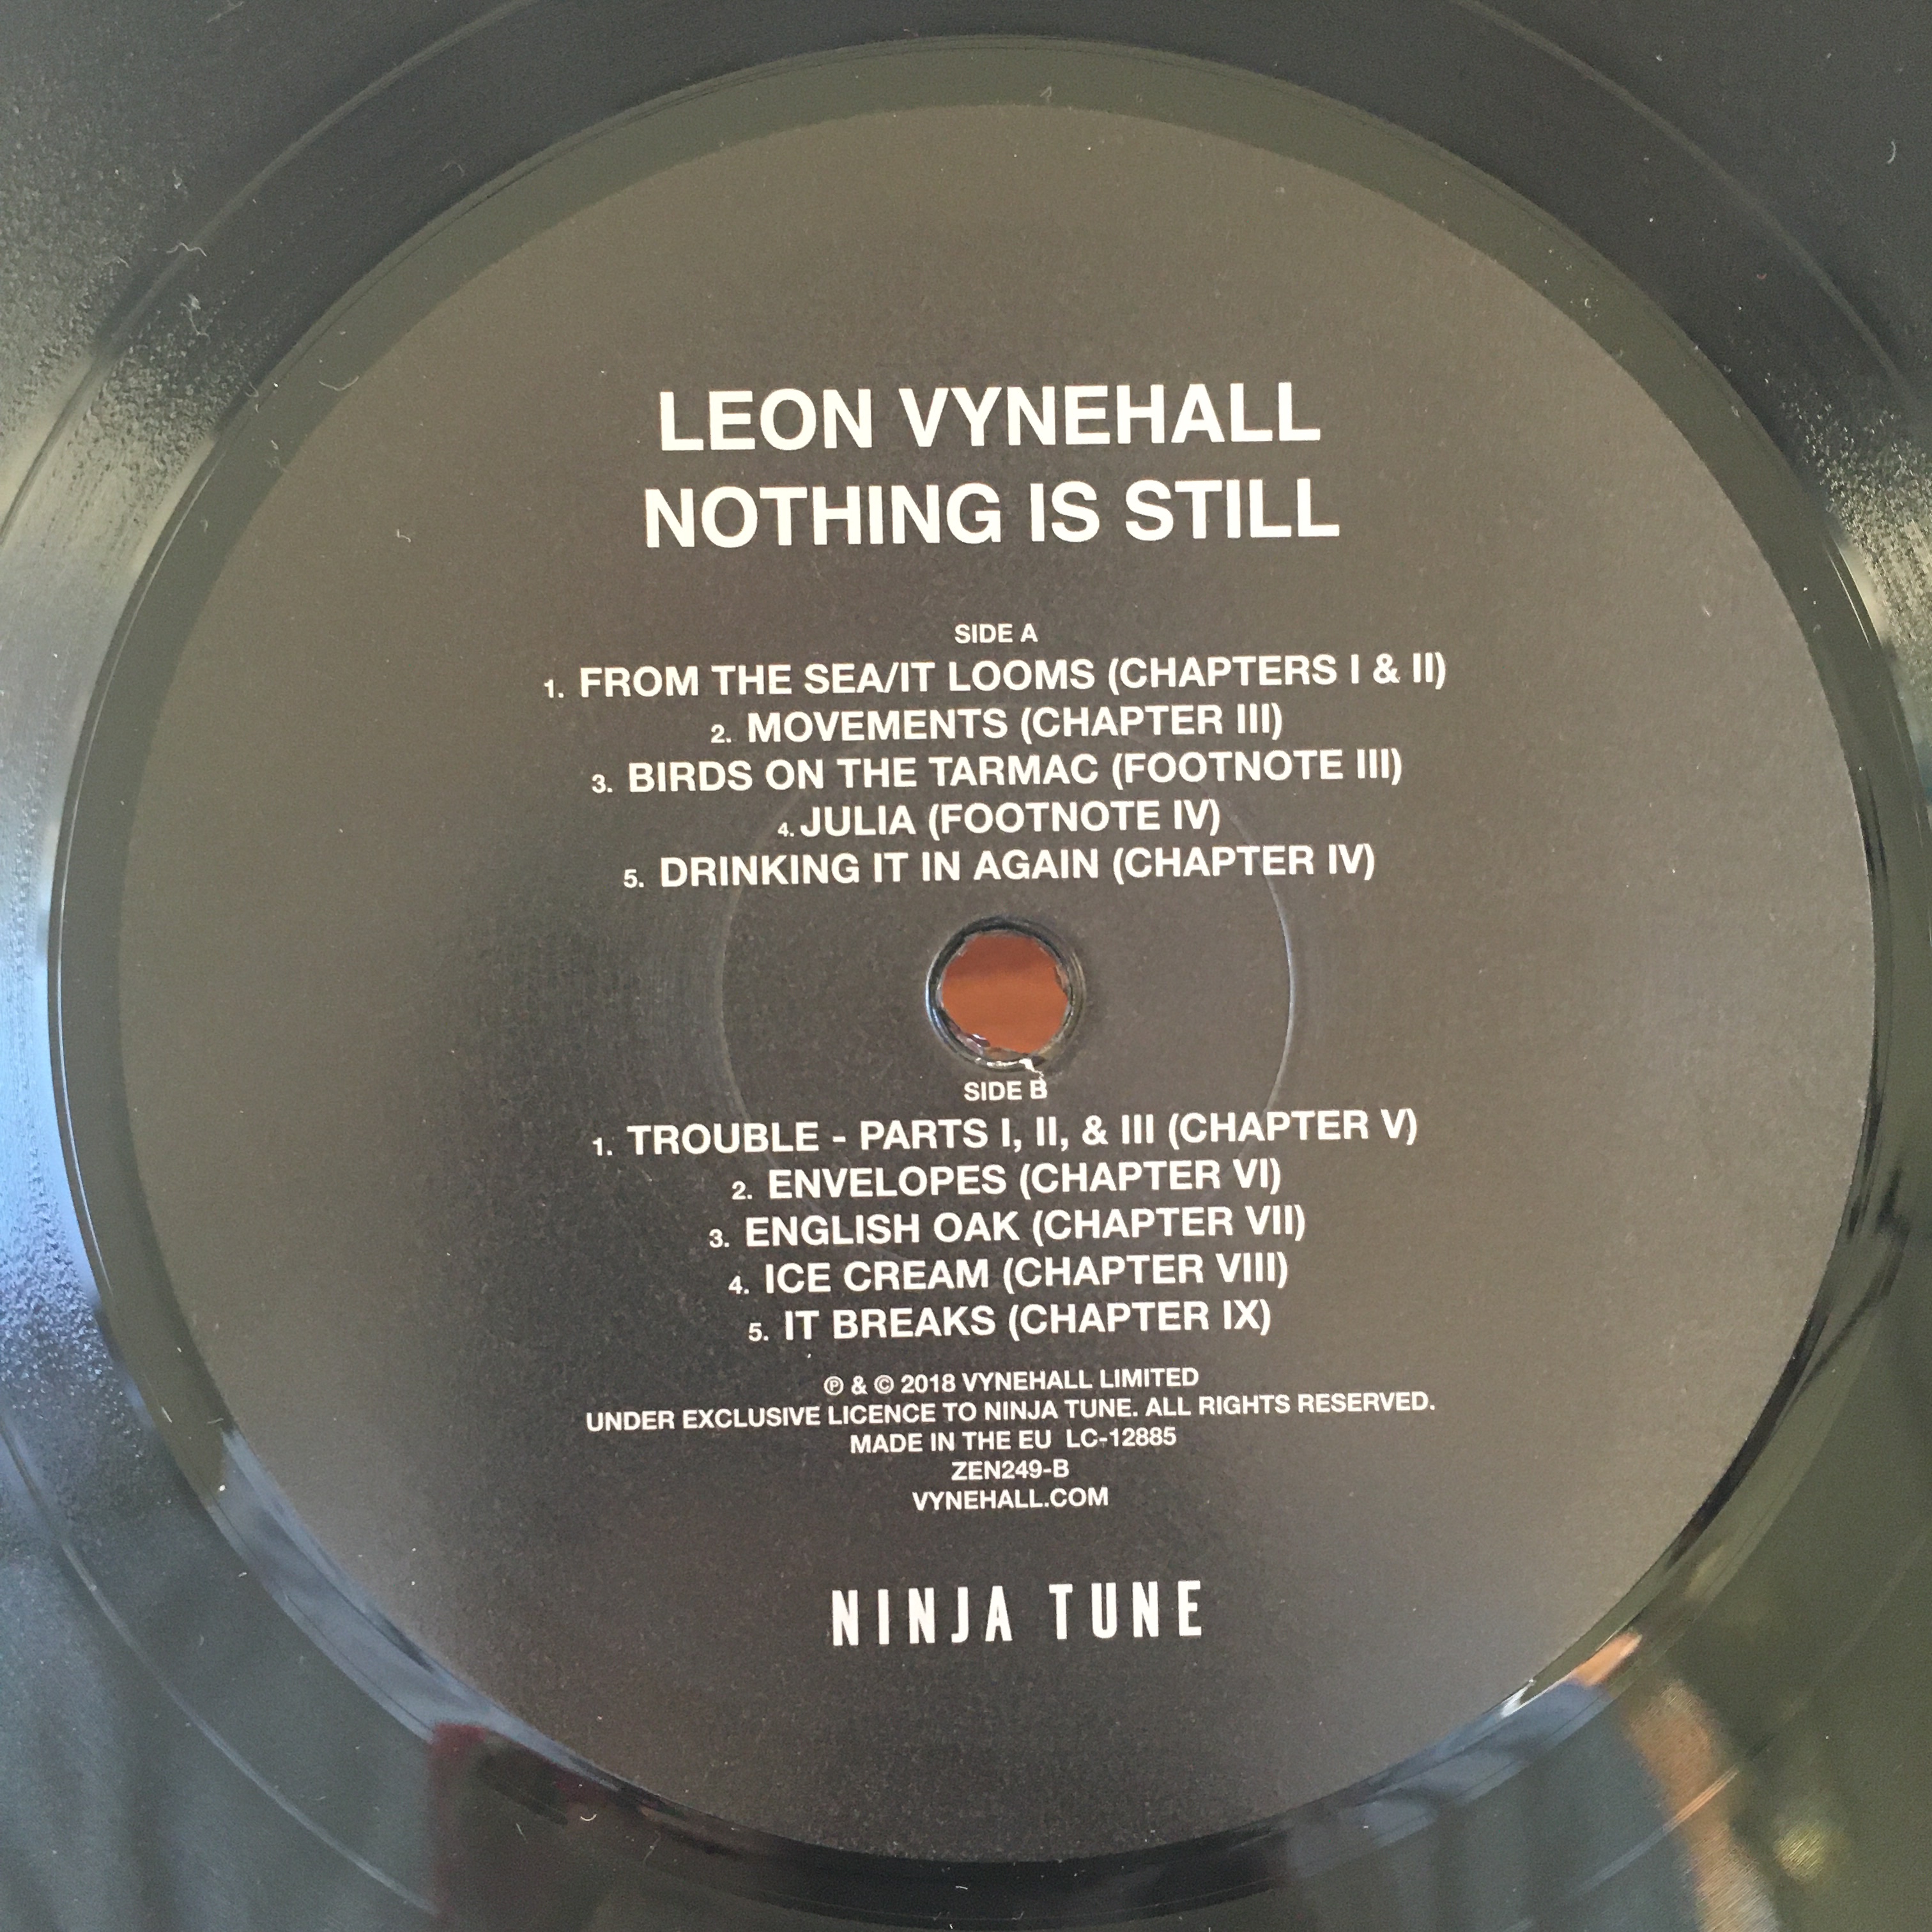 LEON VYNEHALL
NOTHING IS STILL
SIDE A
1. FROM THE SEA/IT LOOMS (CHAPTERS I & II)
2. MOVEMENTS (CHAPTER III)
3. BIRDS ON THE TARMAC (FOOTNOTE III)
4. JULIA (FOOTNOTE IV)
5. DRINKING IT IN AGAIN (CHAPTER IV)
SIDE B
1. TROUBLE - PARTS I, II, & III (CHAPTER V)
2. ENVELOPES (CHAPTER VI)
3. ENGLISH OAK (CHAPTER VII)
4. ICE CREAM (CHAPTER VIII)
5. IT BREAKS (CHAPTER IX)
℗ & © 2018 VYNEHALL LIMITED
UNDER EXCLUSIVE LICENCE TO NINJA TUNE. ALL RIGHTS RESERVED.
MADE IN THE EU LC-12885
ZEN249-B
VYNEHALL.COM
NINJA TUNE